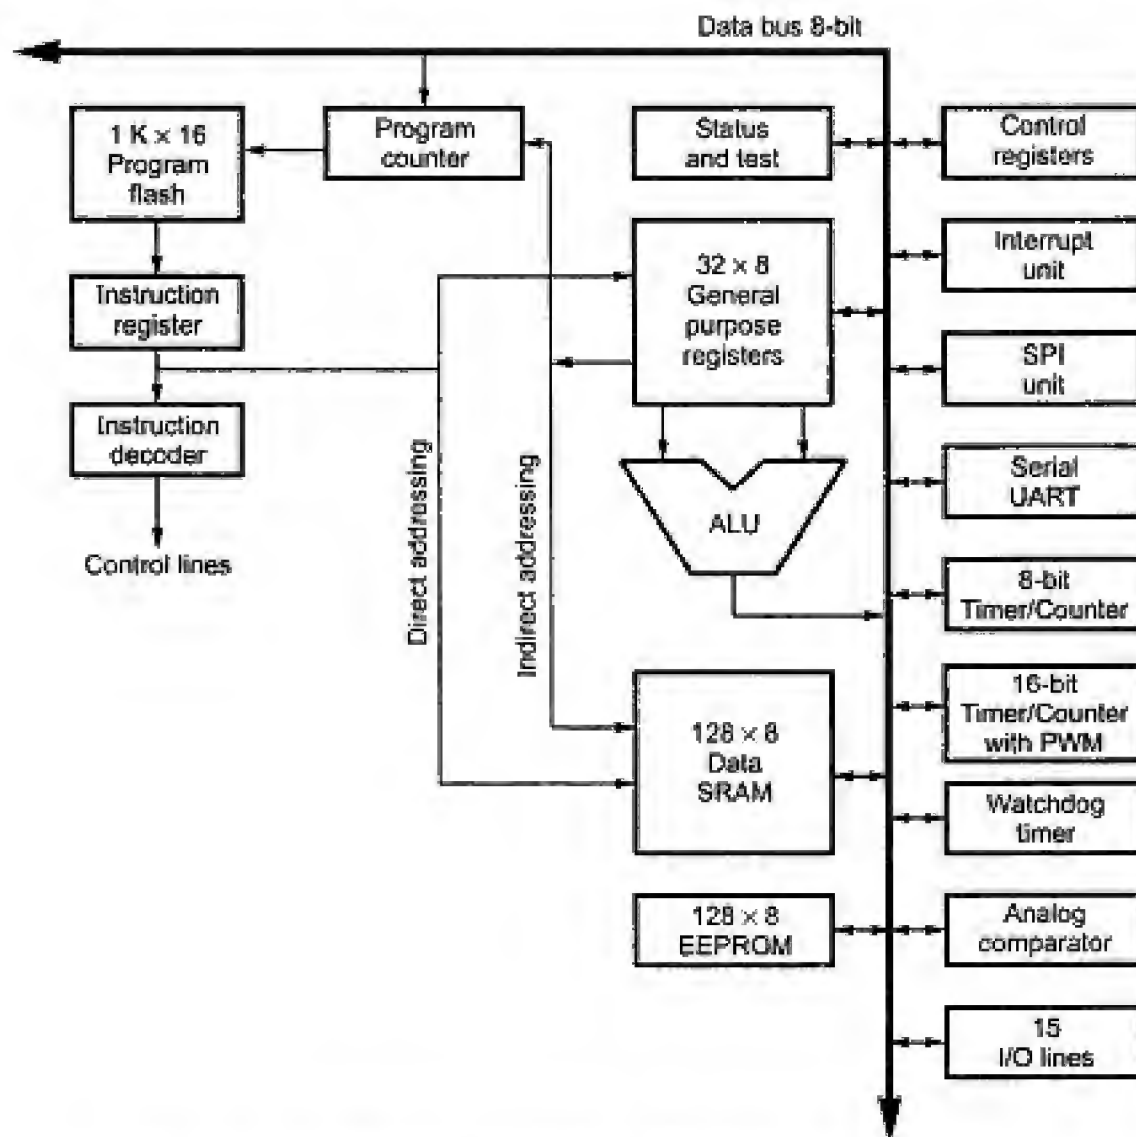 Data bus 8-bit
1 K × 16
Program
flash
Program
counter
Status
and test
Control
registers
Instruction
register
32 × 8
General
purpose
registers
Interrupt
unit
SPI
unit
Instruction
decoder
Control lines
Direct addressing
Indirect addressing
ALU
Serial
UART
8-bit
Timer/Counter
128 × 8
Data
SRAM
16-bit
Timer/Counter
with PWM
Watchdog
timer
128 × 8
EEPROM
Analog
comparator
15
I/O lines